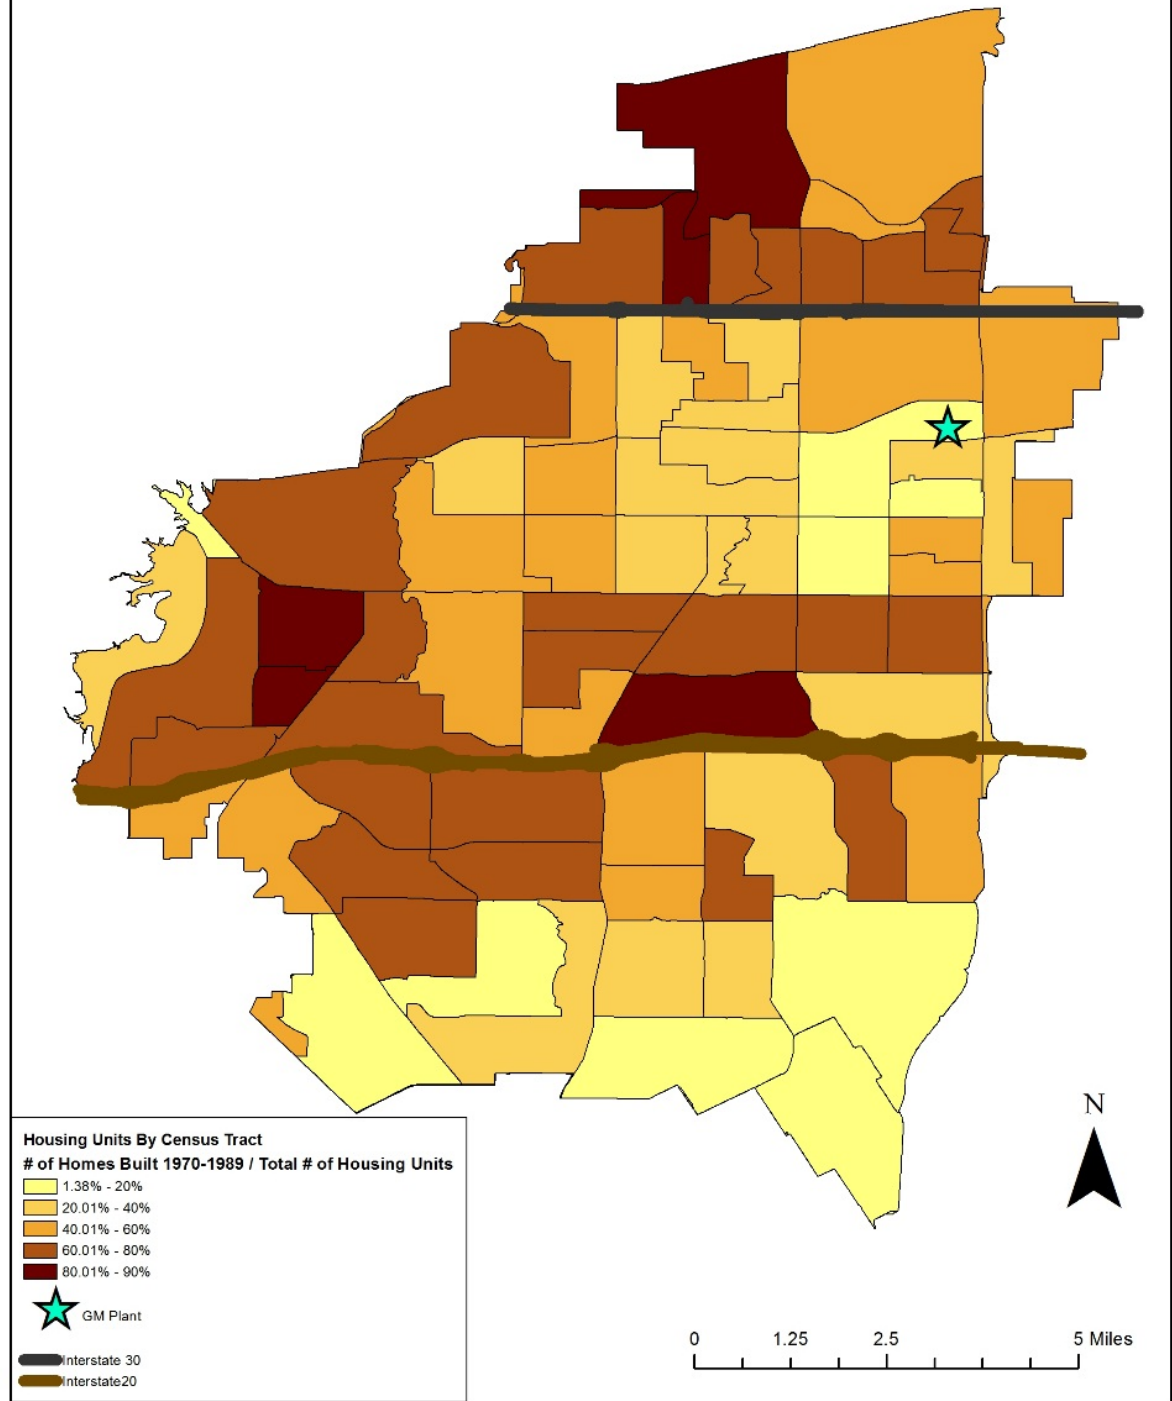 N
Housing Units By Census Tract
# of Homes Built 1970-1989 / Total # of Housing Units
1.38% - 20%
20.01% - 40%
40.01% - 60%
60.01% - 80%
80.01% - 90%
GM Plant
Interstate 30
Interstate20
0 1.25 2.5 5 Miles